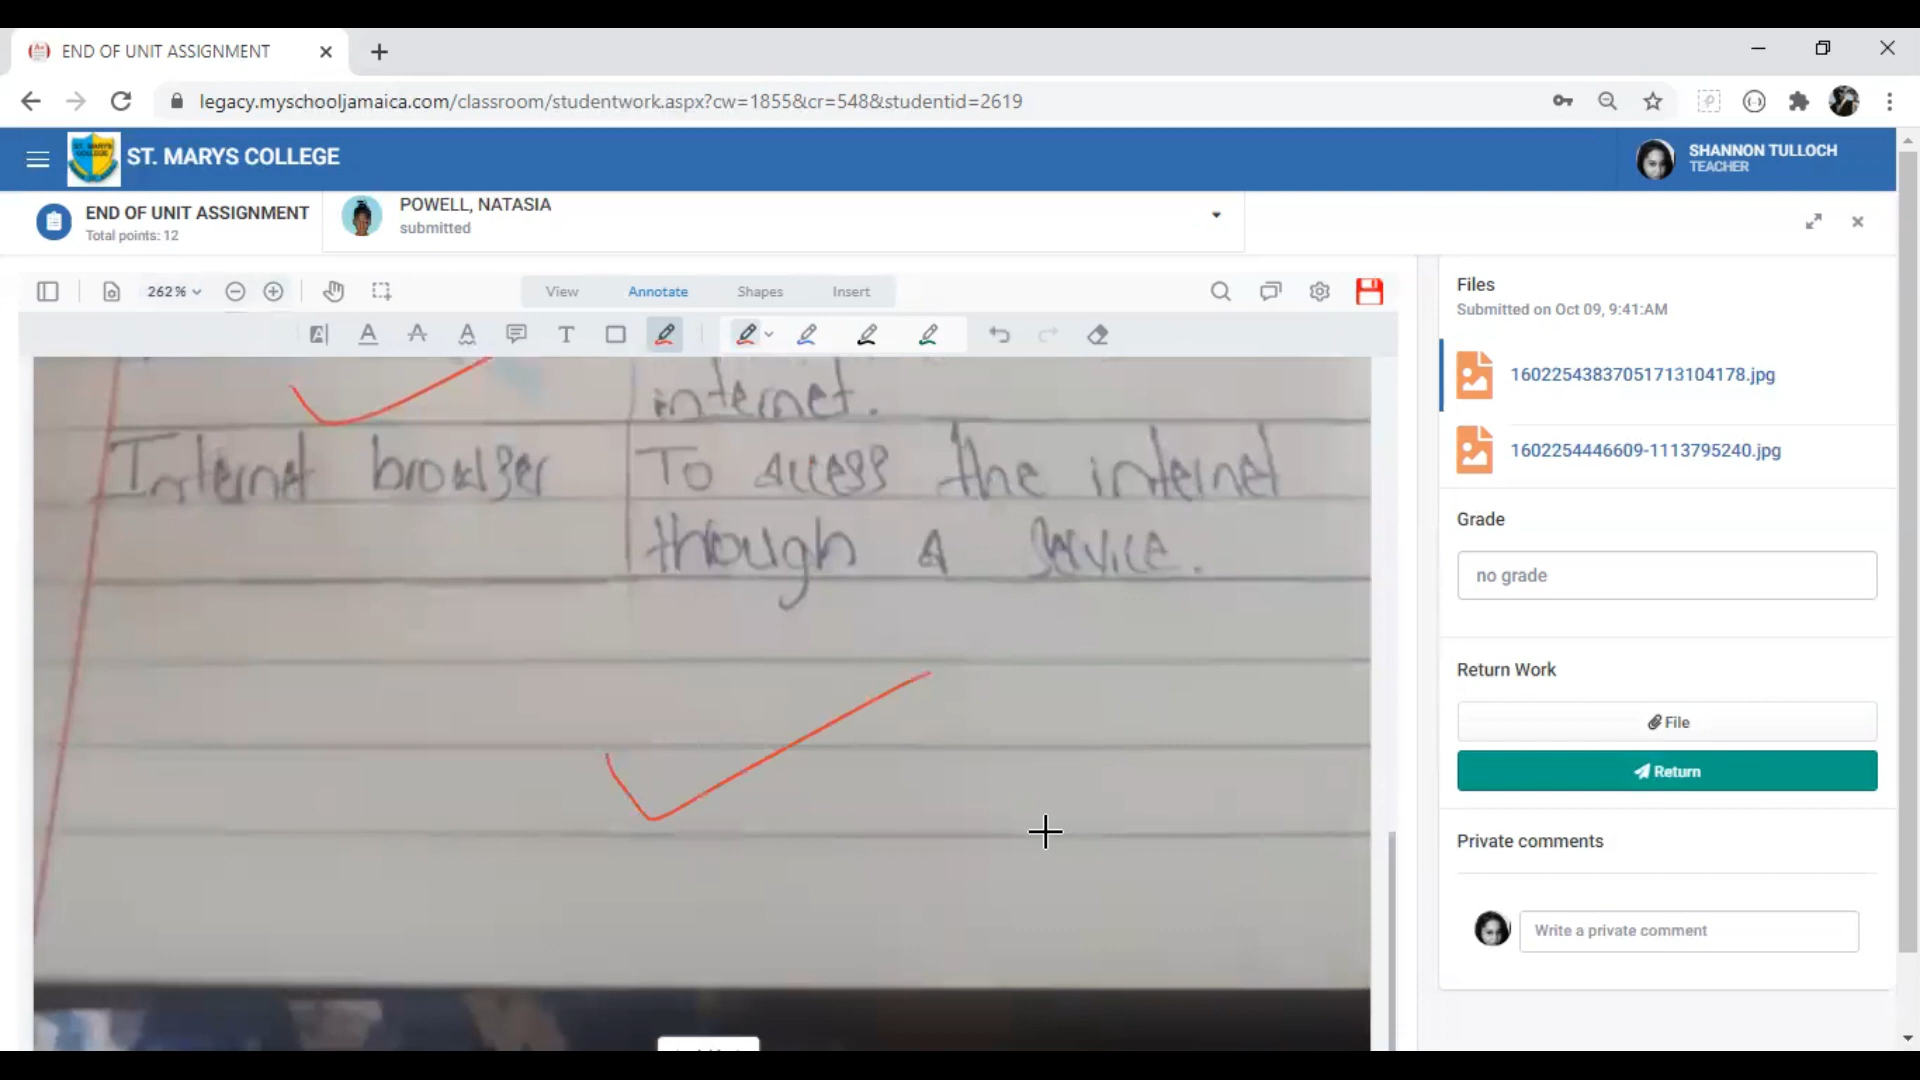 END OF UNIT ASSIGNMENT
legacy.myschooljamaica.com/classroom/studentwork.aspx?cw=1855&cr=548&studentid=2619
ST. MARYS COLLEGE
SHANNON TULLOCH
TEACHER
END OF UNIT ASSIGNMENT
Total points: 12
POWELL, NATASIA
submitted
262%
View
Annotate
Shapes
Insert
Files
Submitted on Oct 09, 9:41:AM
16022543837051713104178.jpg
1602254446609-1113795240.jpg
Grade
no grade
Return Work
File
Return
Private comments
Write a private comment
internet.
Internet browser
To access the internet
through a service.